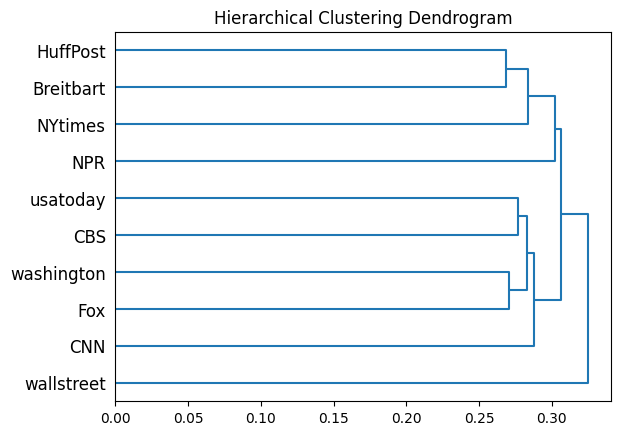 Hierarchical Clustering Dendrogram
HuffPost
Breitbart
NYtimes
NPR
usatoday
CBS
washington
Fox
CNN
wallstreet
0.00 0.05 0.10 0.15 0.20 0.25 0.30